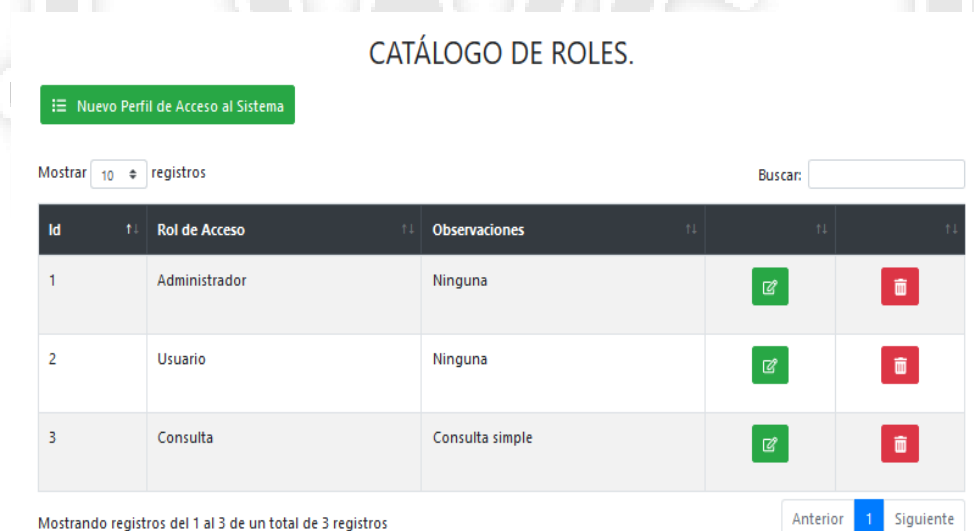 CATÁLOGO DE ROLES.
Nuevo Perfil de Acceso al Sistema
Mostrar 10 registros
Buscar:
Id Rol de Acceso Observaciones
1 Administrador Ninguna
2 Usuario Ninguna
3 Consulta Consulta simple
Mostrando registros del 1 al 3 de un total de 3 registros
Anterior 1 Siguiente